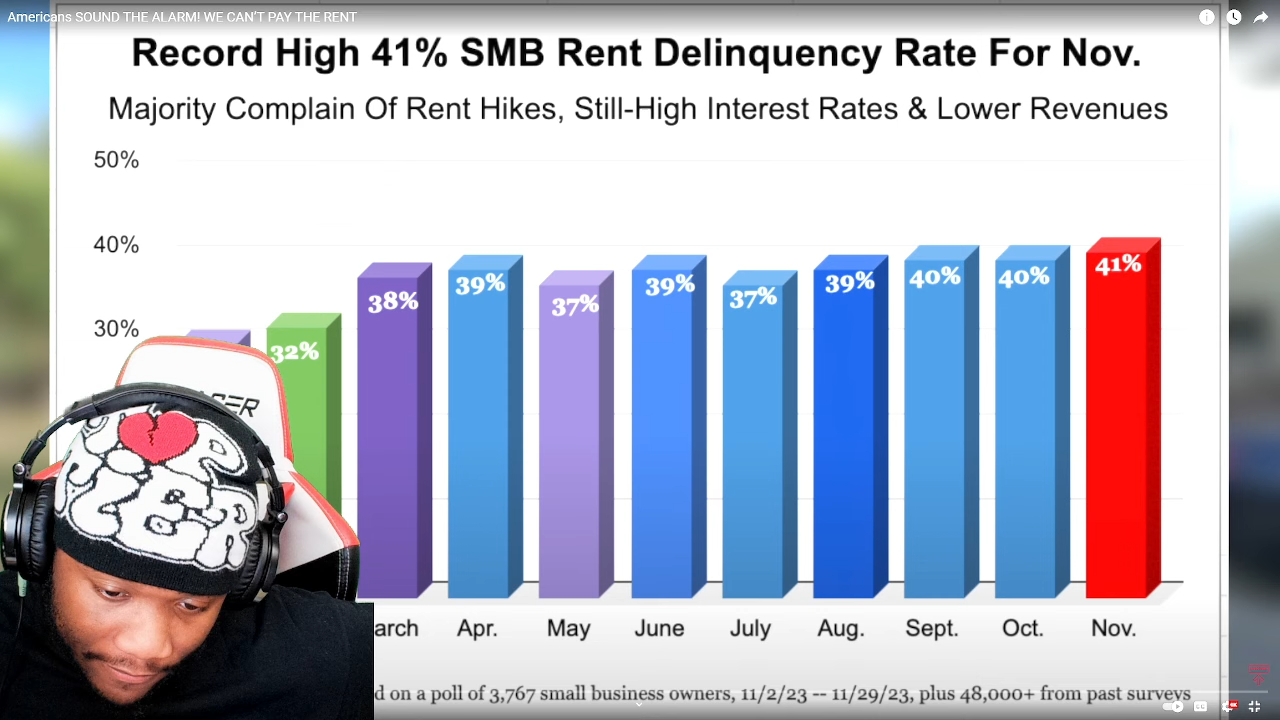 Americans SOUND THE ALARM! WE CAN'T PAY THE RENT
Record High 41% SMB Rent Delinquency Rate For Nov.
Majority Complain Of Rent Hikes, Still-High Interest Rates & Lower Revenues
50%
40%
30%
32%
38%
39%
37%
39%
37%
39%
40%
40%
41%
arch Apr. May June July Aug. Sept. Oct. Nov.
d on a poll of 3,767 small business owners, 11/2/23 -- 11/29/23, plus 48,000+ from past surveys